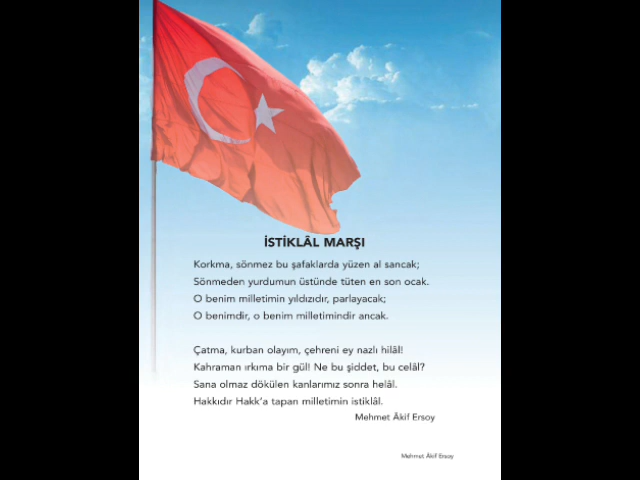 İSTİKLÂL MARŞI
Korkma, sönmez bu şafaklarda yüzen al sancak;
Sönmeden yurdumun üstünde tüten en son ocak.
O benim milletimin yıldızıdır, parlayacak;
O benimdir, o benim milletimindir ancak.
Çatma, kurban olayım, çehreni ey nazlı hilâl!
Kahraman ırkıma bir gül! Ne bu şiddet, bu celâl?
Sana olmaz dökülen kanlarımız sonra helâl.
Hakkıdır Hakk'a tapan milletimin istiklâl.
Mehmet Âkif Ersoy
Mehmet Âkif Ersoy